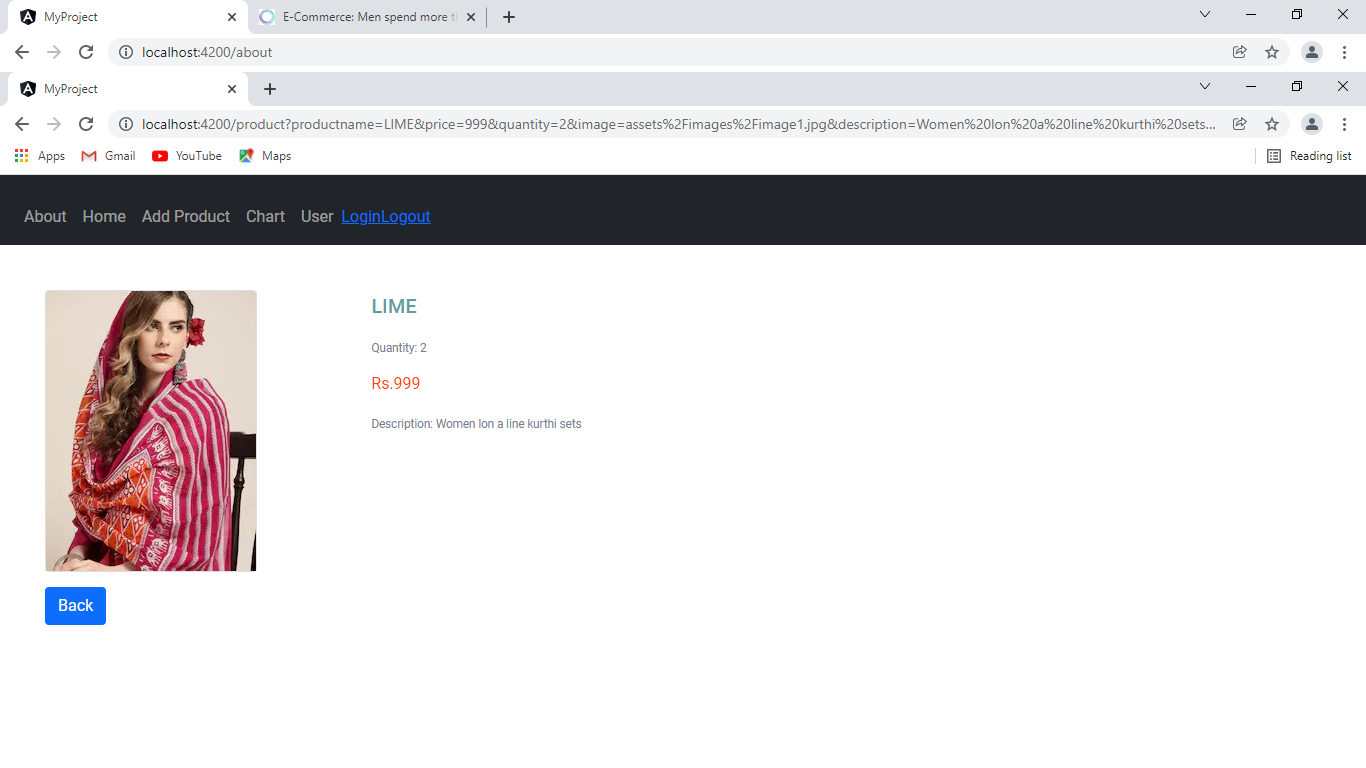 MyProject
E-Commerce: Men spend more t
localhost:4200/about
MyProject
localhost:4200/product?productname=LIME&price=999&quantity=2&image=assets%2Fimages%2Fimage1.jpg&description=Women%20lon%20a%20line%20kurthi%20sets...
Apps Gmail YouTube Maps Reading list
About Home Add Product Chart User LoginLogout
LIME
Quantity: 2
Rs.999
Description: Women lon a line kurthi sets
Back